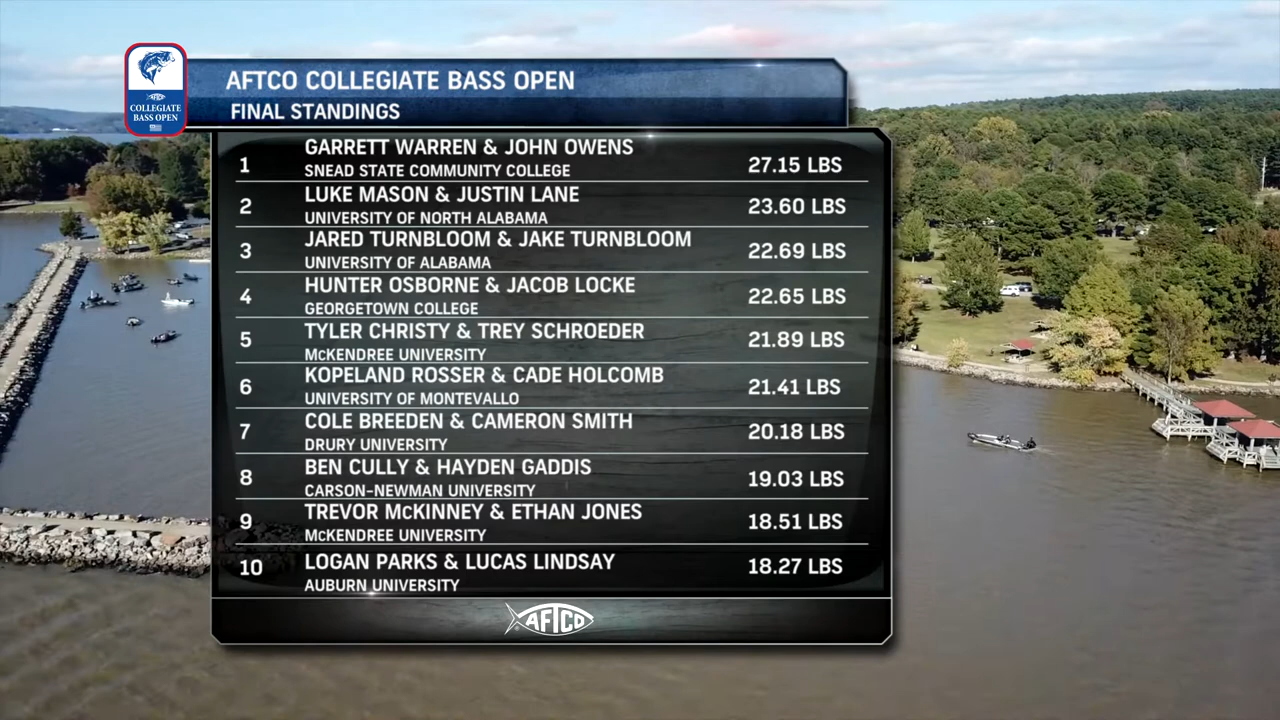 COLLEGIATE
BASS OPEN
AFTCO COLLEGIATE BASS OPEN
FINAL STANDINGS
1 GARRETT WARREN & JOHN OWENS 27.15 LBS
SNEAD STATE COMMUNITY COLLEGE
2 LUKE MASON & JUSTIN LANE 23.60 LBS
UNIVERSITY OF NORTH ALABAMA
3 JARED TURNBLOOM & JAKE TURNBLOOM 22.69 LBS
UNIVERSITY OF ALABAMA
4 HUNTER OSBORNE & JACOB LOCKE 22.65 LBS
GEORGETOWN COLLEGE
5 TYLER CHRISTY & TREY SCHROEDER 21.89 LBS
McKENDREE UNIVERSITY
6 KOPELAND ROSSER & CADE HOLCOMB 21.41 LBS
UNIVERSITY OF MONTEVALLO
7 COLE BREEDEN & CAMERON SMITH 20.18 LBS
DRURY UNIVERSITY
8 BEN CULLY & HAYDEN GADDIS 19.03 LBS
CARSON-NEWMAN UNIVERSITY
9 TREVOR McKINNEY & ETHAN JONES 18.51 LBS
McKENDREE UNIVERSITY
10 LOGAN PARKS & LUCAS LINDSAY 18.27 LBS
AUBURN UNIVERSITY
AFTCO